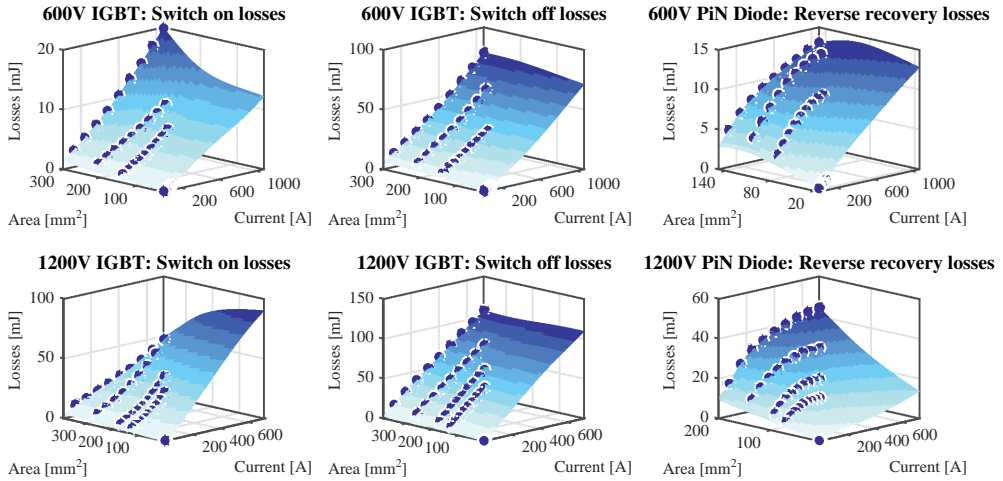 600V IGBT: Switch on losses
Losses [mJ]
20
10
0
300
200
100
200
600
1000
Area [mm²]
Current [A]
600V IGBT: Switch off losses
Losses [mJ]
100
50
0
300
200
100
200
600
1000
Area [mm²]
Current [A]
600V PiN Diode: Reverse recovery losses
Losses [mJ]
15
10
5
0
140
80
20
200
600
1000
Area [mm²]
Current [A]
1200V IGBT: Switch on losses
Losses [mJ]
100
50
0
300
200
100
200
400
600
Area [mm²]
Current [A]
1200V IGBT: Switch off losses
Losses [mJ]
150
100
50
0
300
200
100
200
400
600
Area [mm²]
Current [A]
1200V PiN Diode: Reverse recovery losses
Losses [mJ]
60
40
20
0
200
100
200
400
600
Area [mm²]
Current [A]